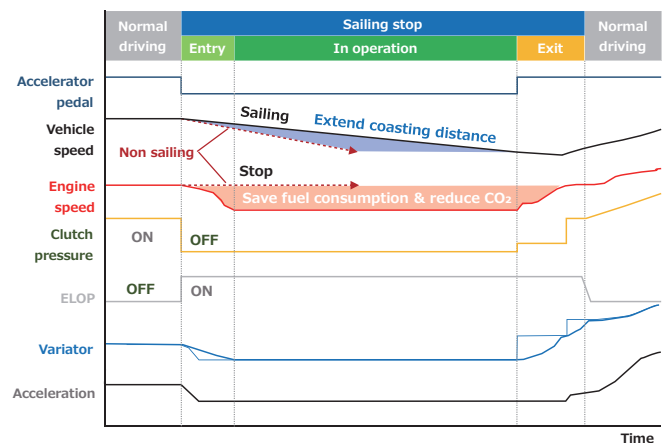 Normal
driving
Sailing stop
Normal
driving
Entry
In operation
Exit
Accelerator
pedal
Sailing
Extend coasting distance
Vehicle
speed
Non sailing
Stop
Engine
speed
Save fuel consumption & reduce CO₂
Clutch
pressure
ON
OFF
ELOP
OFF
ON
Variator
Acceleration
Time